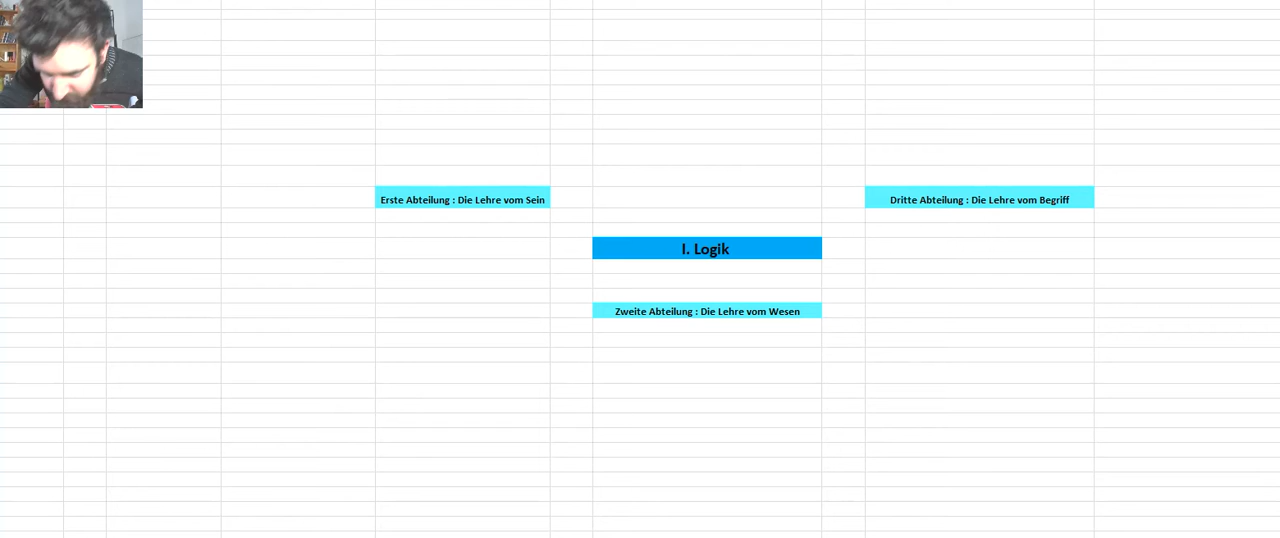 Erste Abteilung : Die Lehre vom Sein
Dritte Abteilung : Die Lehre vom Begriff
I. Logik
Zweite Abteilung : Die Lehre vom Wesen